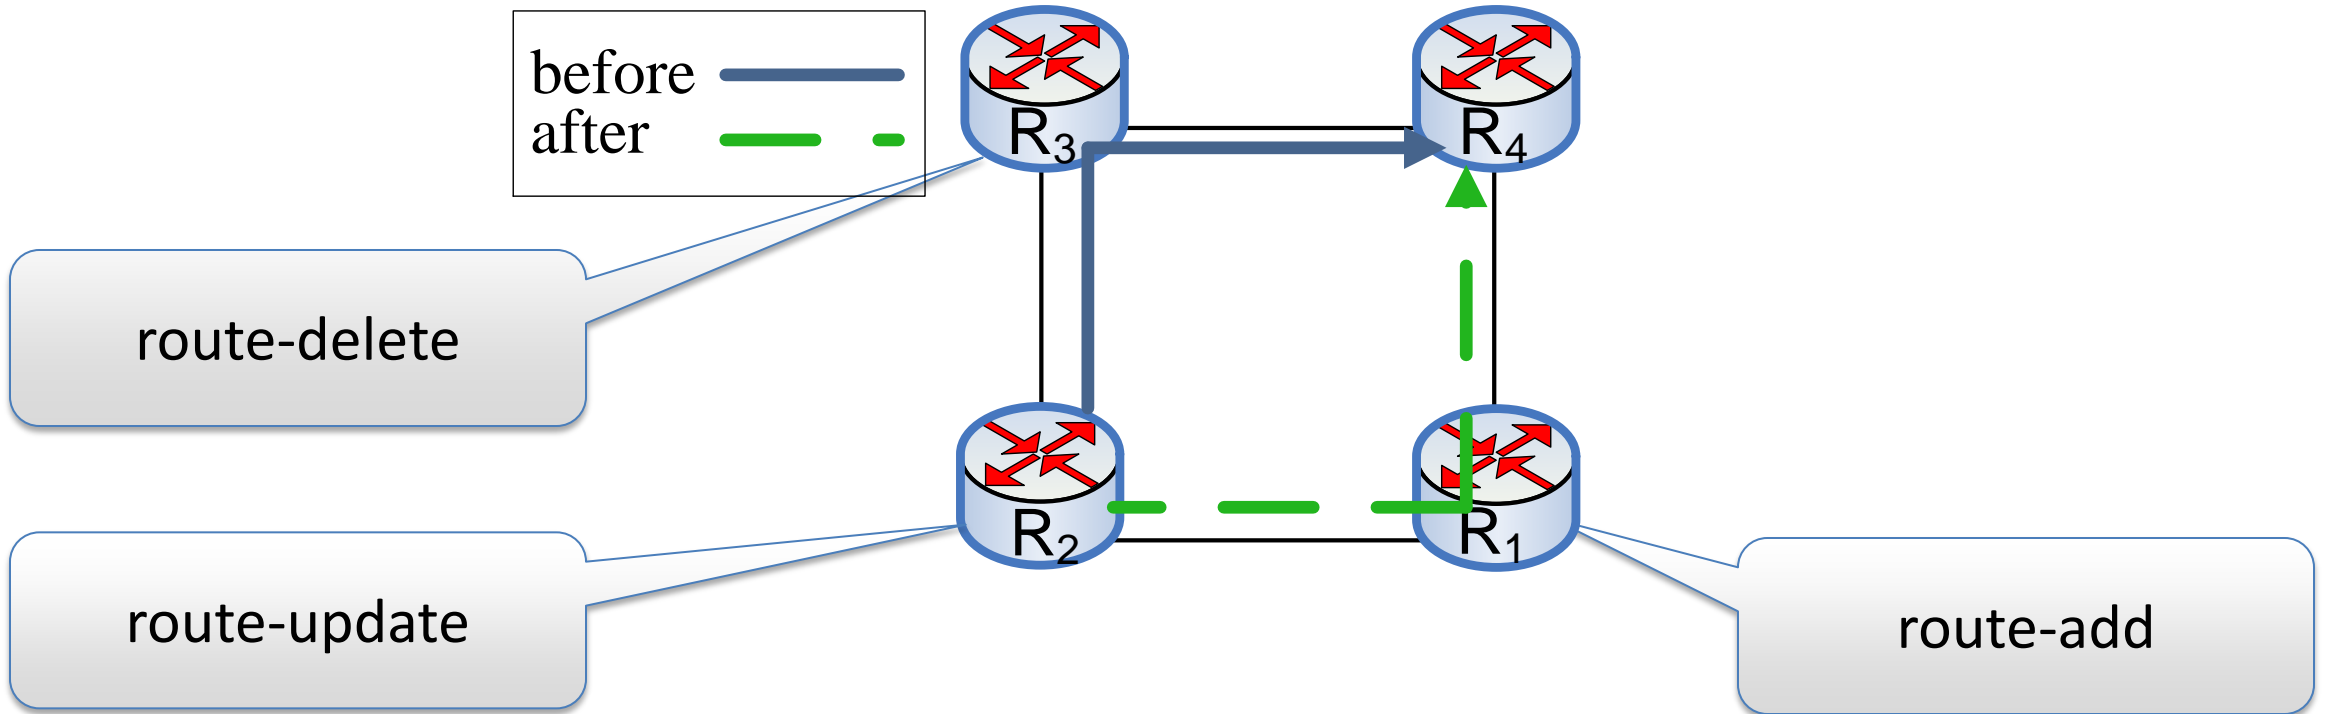 before
after
R3
R4
route-delete
R2
R1
route-update
route-add